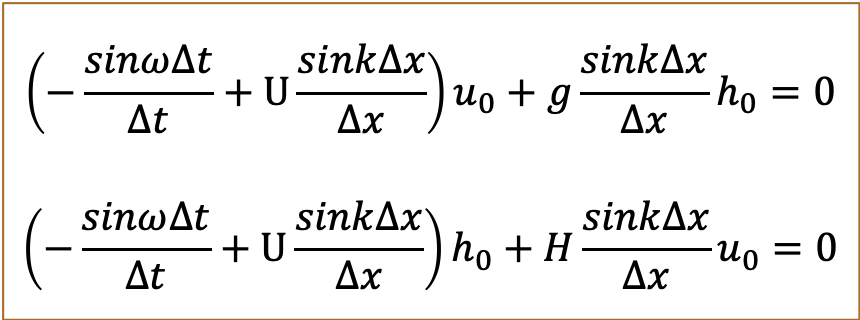 (− sinωΔt/Δt + U sinkΔx/Δx) u₀ + g sinkΔx/Δx h₀ = 0
(− sinωΔt/Δt + U sinkΔx/Δx) h₀ + H sinkΔx/Δx u₀ = 0